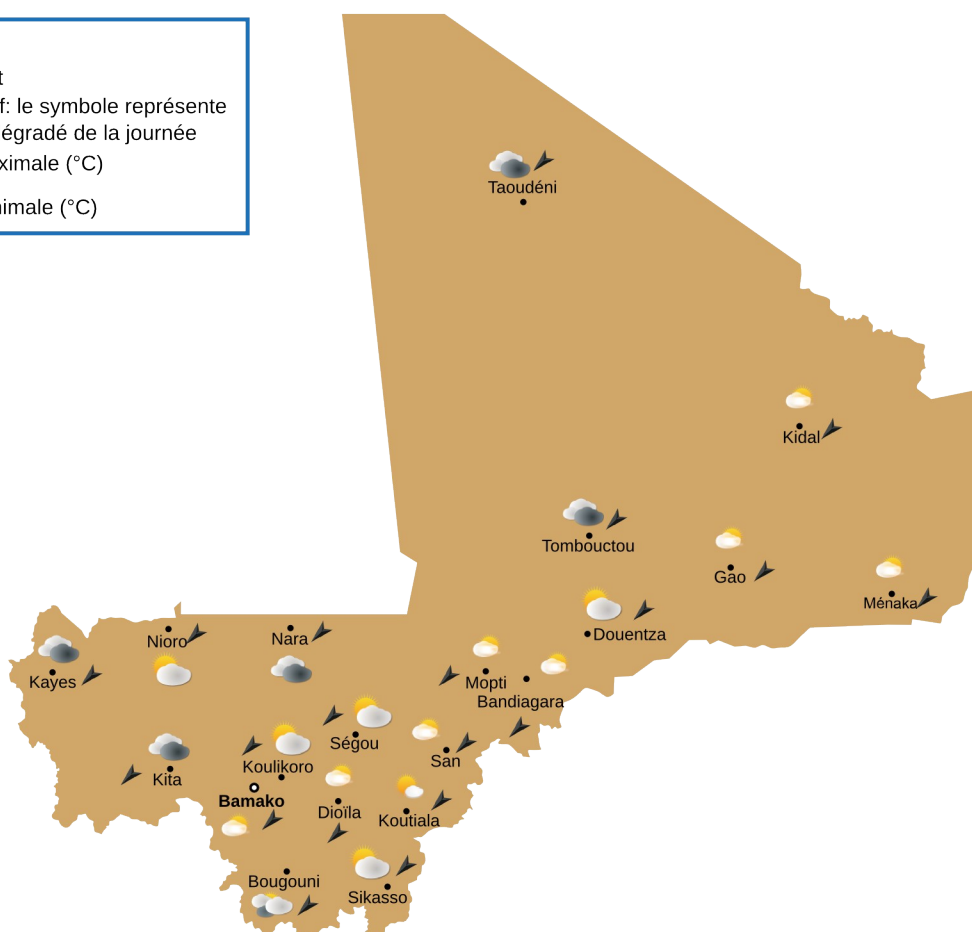 t
f: le symbole représente
égradé de la journée
ximale (°C)
nimale (°C)
Taoudéni
Kidal
Tombouctou
Gao
Ménaka
Douentza
Nioro
Nara
Kayes
Mopti
Bandiagara
Ségou
San
Koulikoro
Kita
Bamako
Dioïla
Koutiala
Bougouni
Sikasso